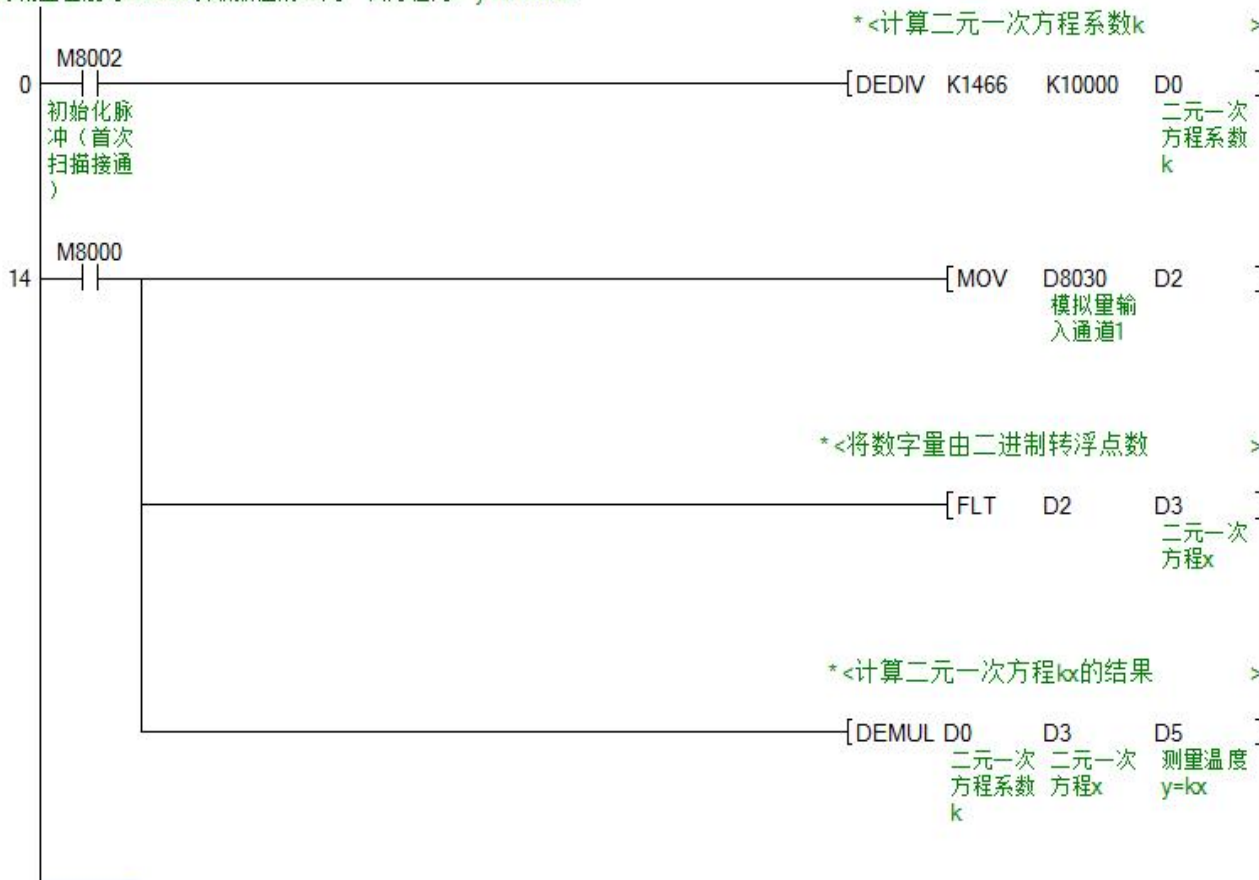 *<计算二元一次方程系数k >
M8002
0 [DEDIV K1466 K10000 D0 ]
初始化脉
冲（首次
扫描接通
）
二元一次
方程系数
k
M8000
14 [MOV D8030 D2 ]
模拟量输
入通道1
*<将数字量由二进制转浮点数 >
[FLT D2 D3 ]
二元一次
方程x
*<计算二元一次方程kx的结果 >
[DEMUL D0 D3 D5 ]
二元一次 二元一次 测量温度
方程系数 方程x y=kx
k